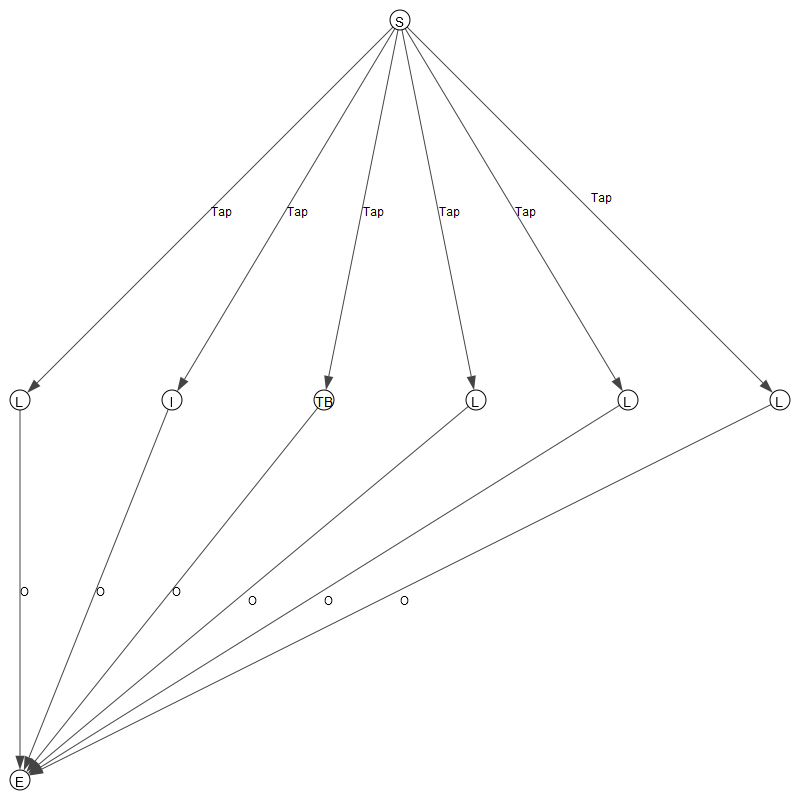 S
Tap
Tap Tap Tap Tap Tap
L I TB L L L
O O O
O O O
E